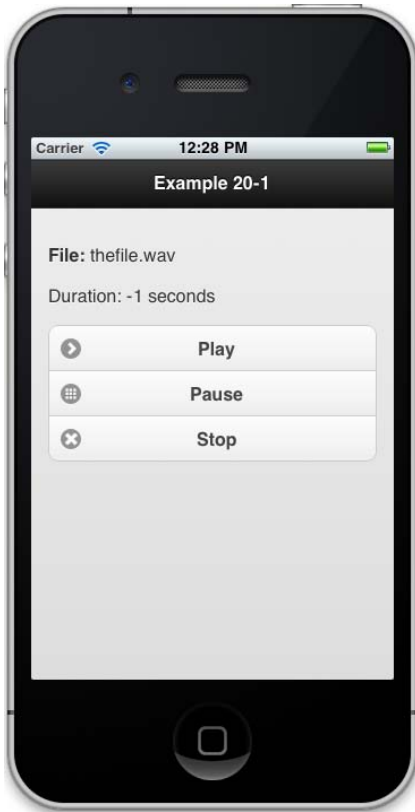 Carrier 12:28 PM
Example 20-1
File: thefile.wav
Duration: -1 seconds
Play
Pause
Stop